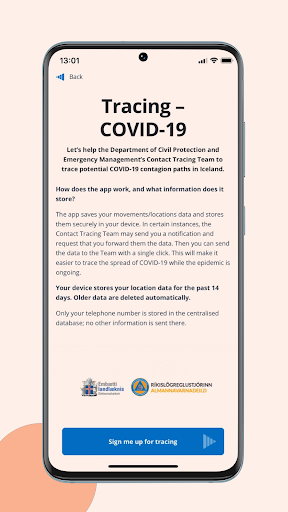 13:01
Back
Tracing –
COVID-19
Let's help the Department of Civil Protection and
Emergency Management's Contact Tracing Team to
trace potential COVID-19 contagion paths in Iceland.
How does the app work, and what information does it
store?
The app saves your movements/locations data and stores
them securely in your device. In certain instances, the
Contact Tracing Team may send you a notification and
request that you forward them the data. Then you can send
the data to the Team with a single click. This will make it
easier to trace the spread of COVID-19 while the epidemic is
ongoing.
Your device stores your location data for the past 14
days. Older data are deleted automatically.
Only your telephone number is stored in the centralised
database; no other information is sent there.
Embætti
landlæknis
RÍKISLÖGREGLUSTJÓRINN
ALMANNAVARNADEILD
Sign me up for tracing